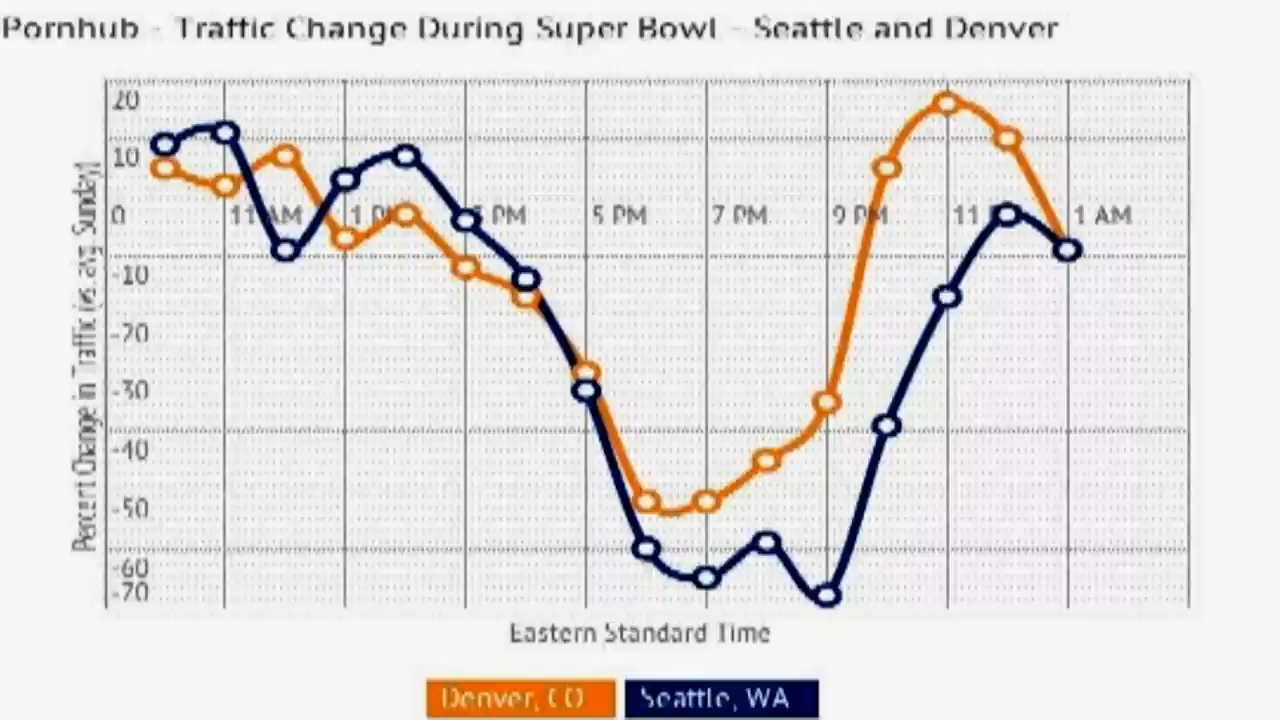 Pornhub - Traffic Change During Super Bowl - Seattle and Denver
Percent Change in Traffic (vs. avg. Sunday)
20
10
0
-10
-20
-30
-40
-50
-60
-70
11 AM
1 PM
PM
5 PM
7 PM
9 PM
11
1 AM
Eastern Standard Time
Denver, CO
Seattle, WA